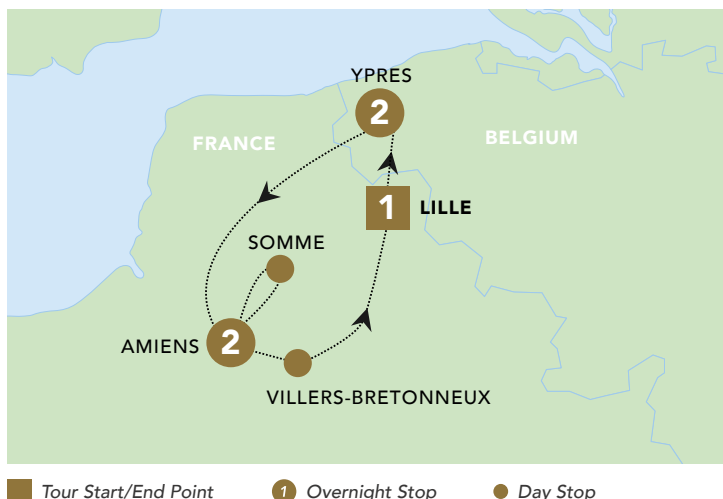 YPRES
2
FRANCE
BELGIUM
1 LILLE
SOMME
AMIENS 2
VILLERS-BRETONNEUX
Tour Start/End Point
1 Overnight Stop
Day Stop